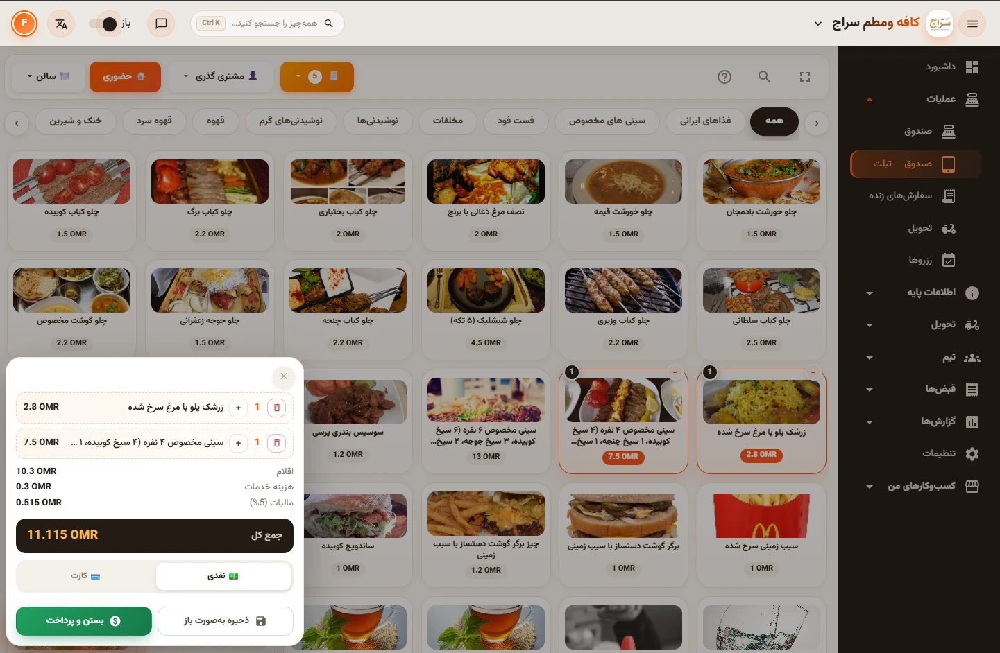 کافه ومطم سراج
سراج
همه‌چیز را جستجو کنید...
Ctrl K
باز
F
داشبورد
عملیات
صندوق
صندوق — تبلت
سفارش‌های زنده
تحویل
رزروها
اطلاعات پایه
تحویل
تیم
قبض‌ها
گزارش‌ها
تنظیمات
کسب‌وکارهای من
5
مشتری گذری
حضوری
سالن
همه
غذاهای ایرانی
سینی های مخصوص
فست فود
مخلفات
نوشیدنی‌ها
نوشیدنی‌های گرم
قهوه
قهوه سرد
خنک و شیرین
چلو خورشت بادمجان
1.5 OMR
چلو خورشت قیمه
1.5 OMR
نصف مرغ ذغالی با برنج
2 OMR
چلو کباب بختیاری
2 OMR
چلو کباب برگ
2.2 OMR
چلو کباب کوبیده
1.5 OMR
چلو کباب سلطانی
2.5 OMR
چلو کباب وزیری
2.2 OMR
چلو شیشلیک (۵ تکه)
4.5 OMR
چلو کباب چنجه
2.2 OMR
چلو جوجه زعفرانی
1.5 OMR
چلو گوشت مخصوص
2.2 OMR
1
زرشک پلو با مرغ سرخ شده
2.8 OMR
1
سینی مخصوص ۴ نفره (۴ سیخ
کوبیده، ۱ سیخ چنجه، ۱ سیخ...
7.5 OMR
سینی مخصوص ۶ نفره (۶ سیخ
کوبیده، ۳ سیخ جوجه، ۲ سیخ...
13 OMR
سوسیس بندری پرسی
1.2 OMR
سیب زمینی سرخ شده
1 OMR
برگر گوشت دستساز با سیب زمینی
1 OMR
چیز برگر گوشت دستساز با سیب
زمینی
1.2 OMR
ساندویچ کوبیده
1 OMR
1 زرشک پلو با مرغ سرخ شده 2.8 OMR
1 سینی مخصوص ۴ نفره (۴ سیخ کوبیده، ۱ ... 7.5 OMR
اقلام 10.3 OMR
هزینه خدمات 0.3 OMR
مالیات (5%) 0.515 OMR
جمع کل 11.115 OMR
نقدی
کارت
ذخیره به‌صورت باز
بستن و پرداخت